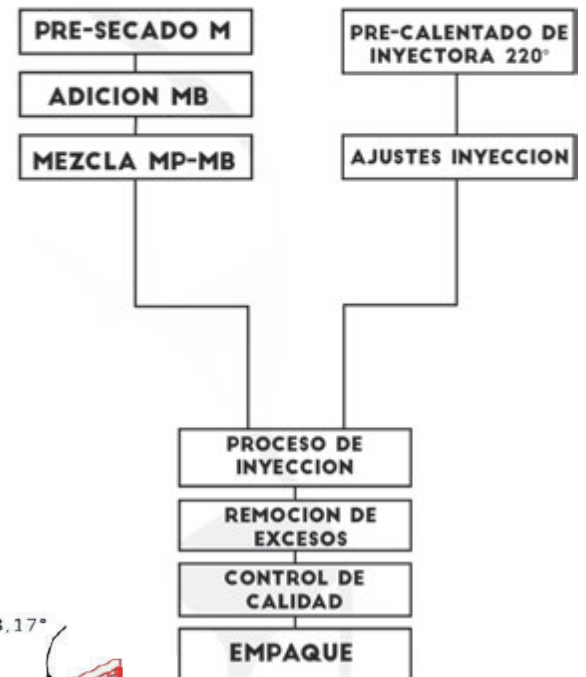 PRE-SECADO M
ADICION MB
MEZCLA MP-MB
PRE-CALENTADO DE
INYECTORA 220°
AJUSTES INYECCION
PROCESO DE
INYECCION
REMOCION DE
EXCESOS
CONTROL DE
CALIDAD
EMPAQUE
,17°